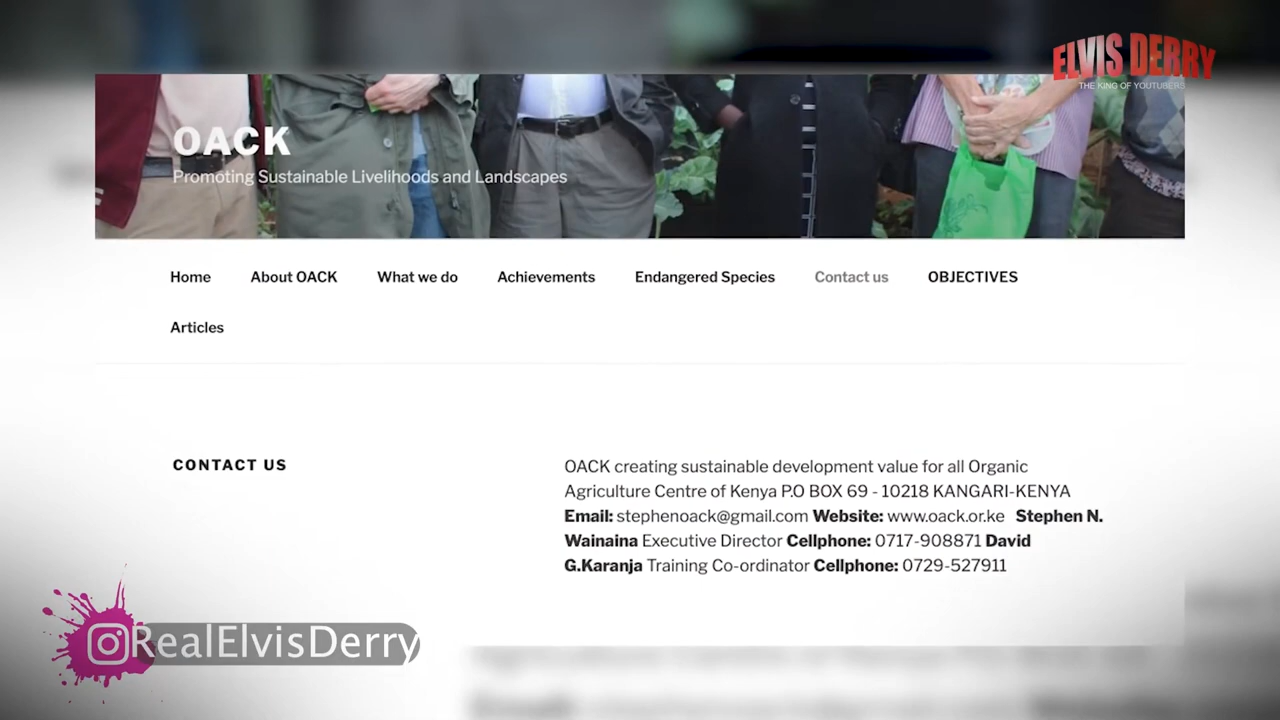 ELVIS DERRY
THE KING OF YOUTUBERS
OACK
Promoting Sustainable Livelihoods and Landscapes
Home About OACK What we do Achievements Endangered Species Contact us OBJECTIVES
Articles
CONTACT US
OACK creating sustainable development value for all Organic
Agriculture Centre of Kenya P.O BOX 69 - 10218 KANGARI-KENYA
Email: stephenoack@gmail.com Website: www.oack.or.ke Stephen N.
Wainaina Executive Director Cellphone: 0717-908871 David
G.Karanja Training Co-ordinator Cellphone: 0729-527911
RealElvisDerry